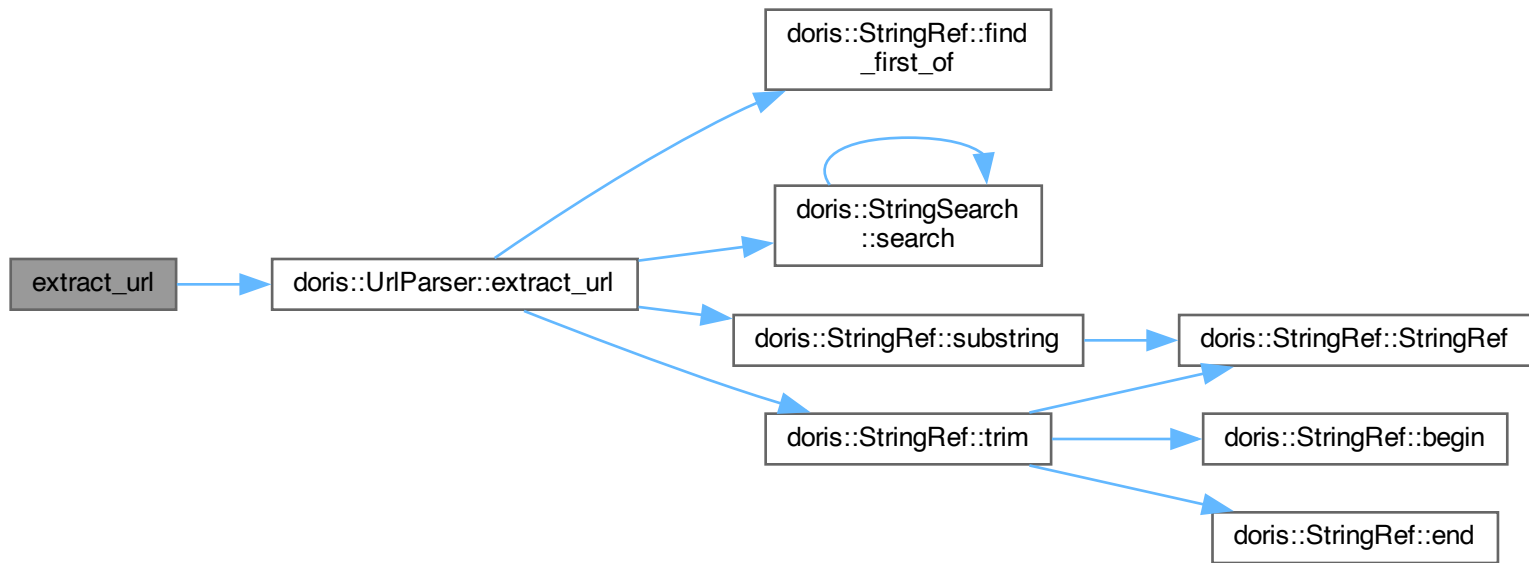 doris::StringRef::find
_first_of
doris::StringSearch
::search
extract_url
doris::UrlParser::extract_url
doris::StringRef::substring
doris::StringRef::StringRef
doris::StringRef::trim
doris::StringRef::begin
doris::StringRef::end